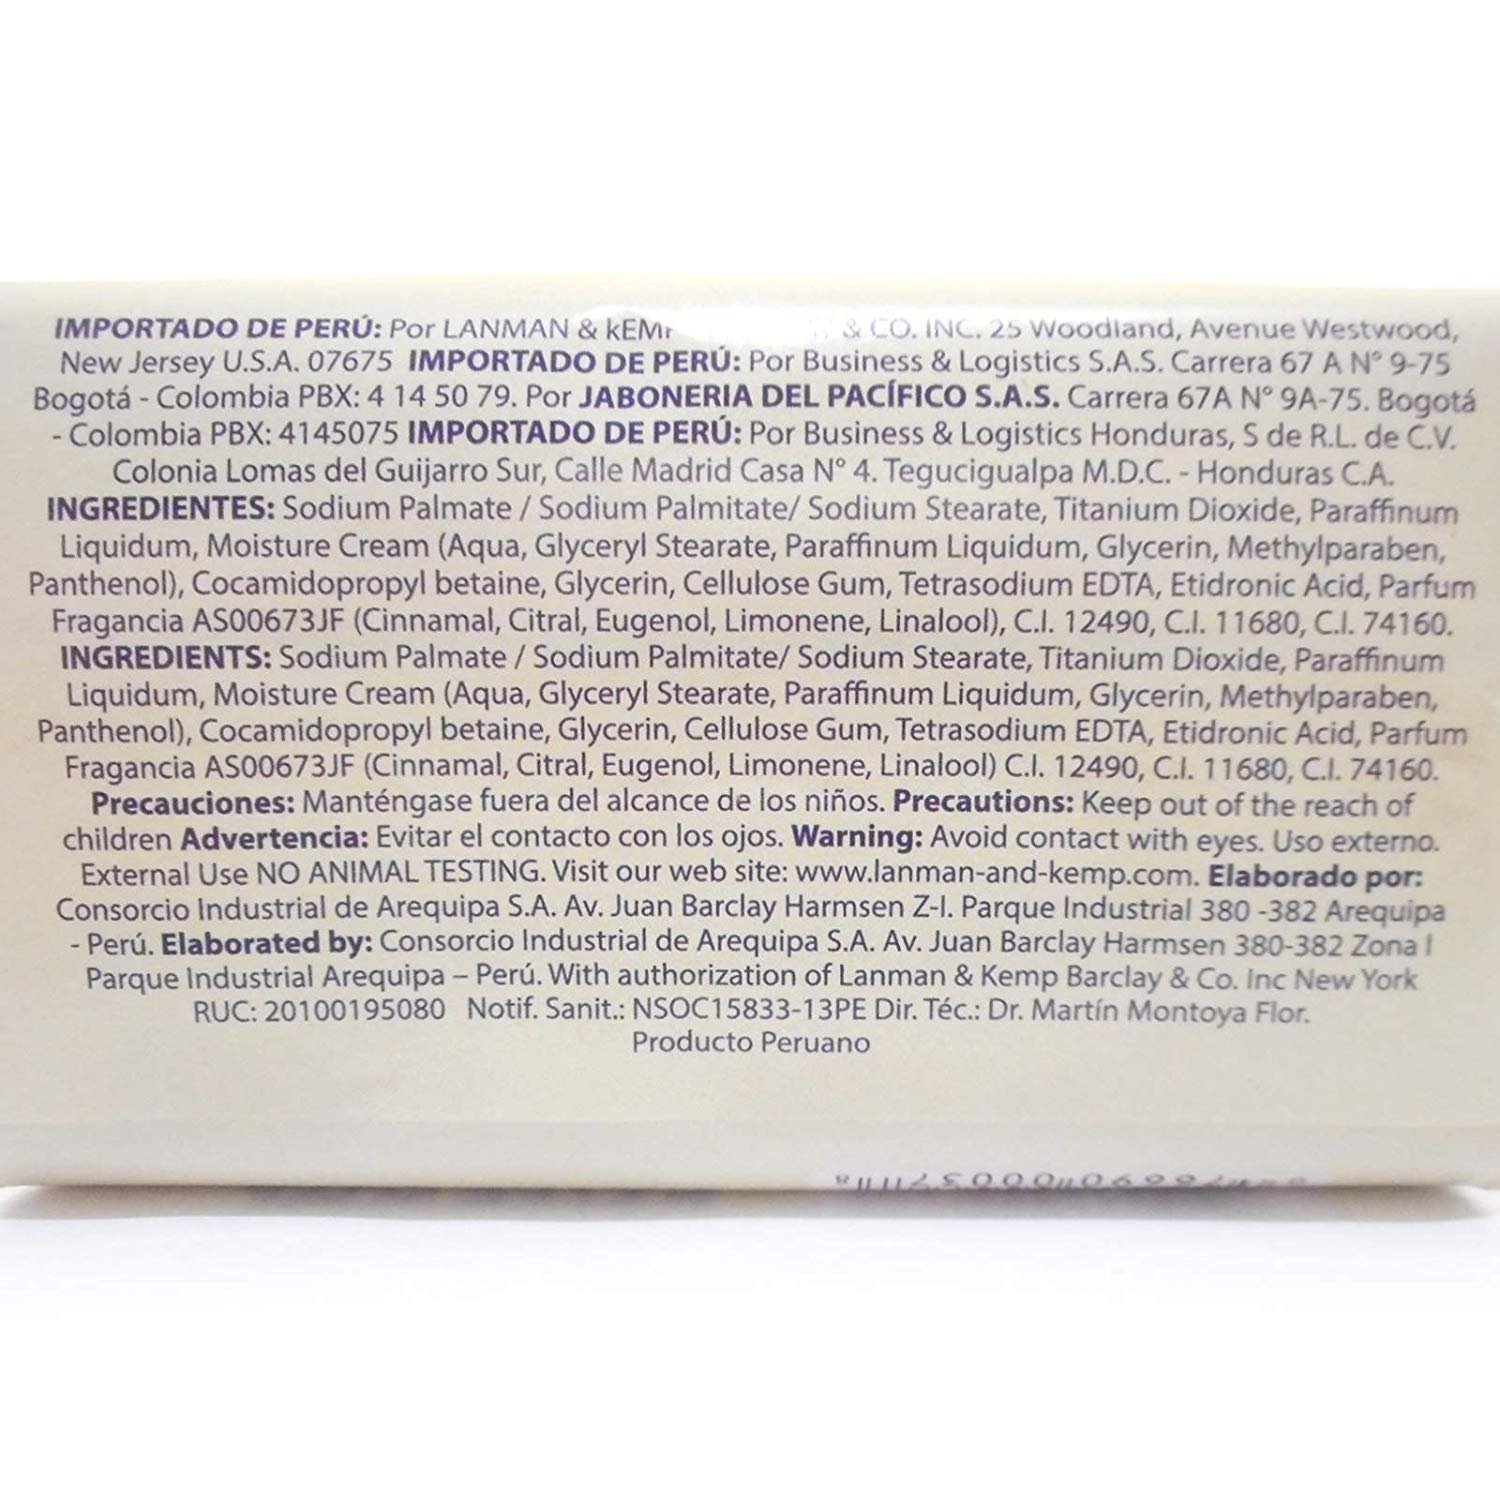 IMPORTADO DE PERÚ: Por LANMAN & & CO. INC. 25 Woodland, Avenue Westwood,
New Jersey U.S.A. 07675 IMPORTADO DE PERÚ: Por Business & Logistics S.A.S. Carrera 67 A N° 9-75
Bogotá - Colombia PBX: 4 14 50 79. Por JABONERIA DEL PACÍFICO S.A.S. Carrera 67A N° 9A-75. Bogotá
- Colombia PBX: 4145075 IMPORTADO DE PERÚ: Por Business & Logistics Honduras, S de R.L. de C.V.
Colonia Lomas del Guijarro Sur, Calle Madrid Casa N° 4. Tegucigualpa M.D.C. - Honduras C.A.
INGREDIENTES: Sodium Palmate / Sodium Palmitate/ Sodium Stearate, Titanium Dioxide, Paraffinum
Liquidum, Moisture Cream (Aqua, Glyceryl Stearate, Paraffinum Liquidum, Glycerin, Methylparaben,
Panthenol), Cocamidopropyl betaine, Glycerin, Cellulose Gum, Tetrasodium EDTA, Etidronic Acid, Parfum
Fragancia AS00673JF (Cinnamal, Citral, Eugenol, Limonene, Linalool), C.I. 12490, C.I. 11680, C.I. 74160.
INGREDIENTS: Sodium Palmate / Sodium Palmitate/ Sodium Stearate, Titanium Dioxide, Paraffinum
Liquidum, Moisture Cream (Aqua, Glyceryl Stearate, Paraffinum Liquidum, Glycerin, Methylparaben,
Panthenol), Cocamidopropyl betaine, Glycerin, Cellulose Gum, Tetrasodium EDTA, Etidronic Acid, Parfum
Fragancia AS00673JF (Cinnamal, Citral, Eugenol, Limonene, Linalool) C.I. 12490, C.I. 11680, C.I. 74160.
Precauciones: Manténgase fuera del alcance de los niños. Precautions: Keep out of the reach of
children Advertencia: Evitar el contacto con los ojos. Warning: Avoid contact with eyes. Uso externo.
External Use NO ANIMAL TESTING. Visit our web site: www.lanman-and-kemp.com. Elaborado por:
Consorcio Industrial de Arequipa S.A. Av. Juan Barclay Harmsen Z-I. Parque Industrial 380 -382 Arequipa
- Perú. Elaborated by: Consorcio Industrial de Arequipa S.A. Av. Juan Barclay Harmsen 380-382 Zona I
Parque Industrial Arequipa – Perú. With authorization of Lanman & Kemp Barclay & Co. Inc New York
RUC: 20100195080 Notif. Sanit.: NSOC15833-13PE Dir. Téc.: Dr. Martín Montoya Flor.
Producto Peruano